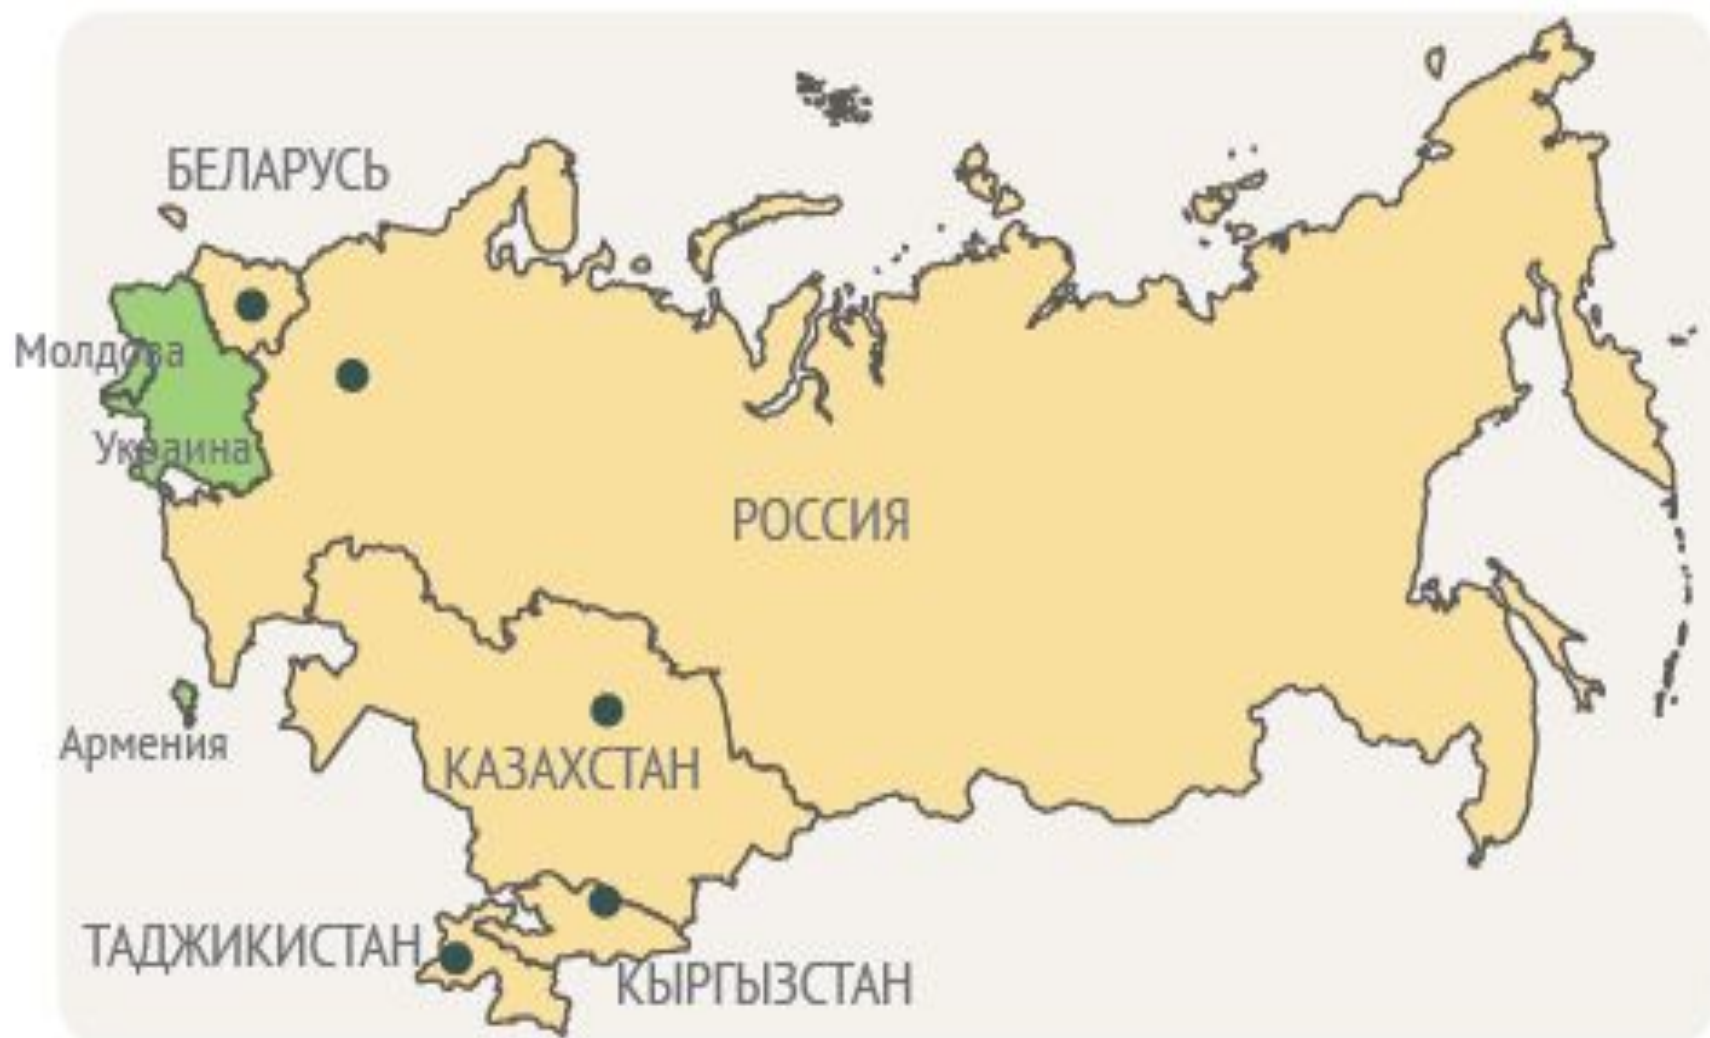 БЕЛАРУСЬ
Молдова
Украина
РОССИЯ
Армения
КАЗАХСТАН
ТАДЖИКИСТАН
КЫРГЫЗСТАН